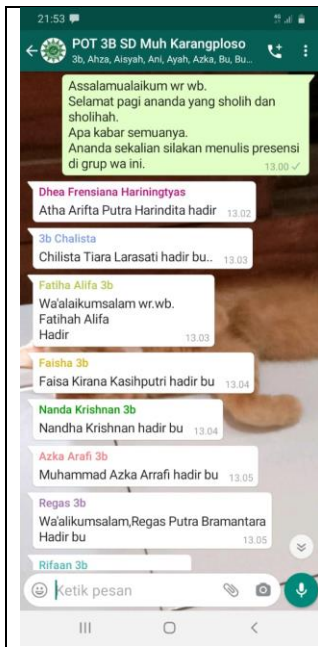 21:53
POT 3B SD Muh Karangploso
3b, Ahza, Aisyah, Ani, Ayah, Azka, Bu, Bu...
Assalamualaikum wr wb.
Selamat pagi ananda yang sholih dan
sholihah.
Apa kabar semuanya.
Ananda sekalian silakan menulis presensi
di grup wa ini.
13.00
Dhea Frensiana Hariningtyas
Atha Arifta Putra Harindita hadir 13.02
3b Chalista
Chilista Tiara Larasati hadir bu.. 13.03
Fatiha Alifa 3b
Wa'alaikumsalam wr.wb.
Fatihah Alifa
Hadir
13.03
Faisha 3b
Faisa Kirana Kasihputri hadir bu 13.04
Nanda Krishnan 3b
Nandha Krishnan hadir bu 13.04
Azka Arafi 3b
Muhammad Azka Arrafi hadir bu 13.05
Regas 3b
Wa'alikumsalam,Regas Putra Bramantara
Hadir bu
13.05
Rifaan 3b
Ketik pesan